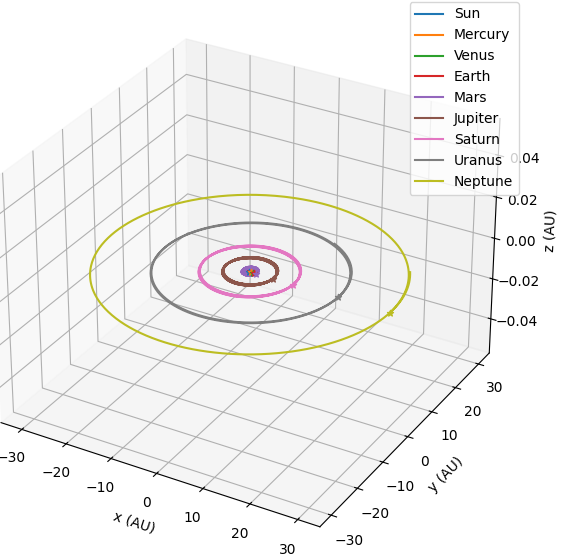 Sun
Mercury
Venus
Earth
Mars
Jupiter
Saturn
Uranus
Neptune
0.04
0.02
0.00
−0.02
−0.04
z (AU)
30
20
10
0
−10
−20
−30
y (AU)
−30
−20
−10
0
10
20
30
x (AU)